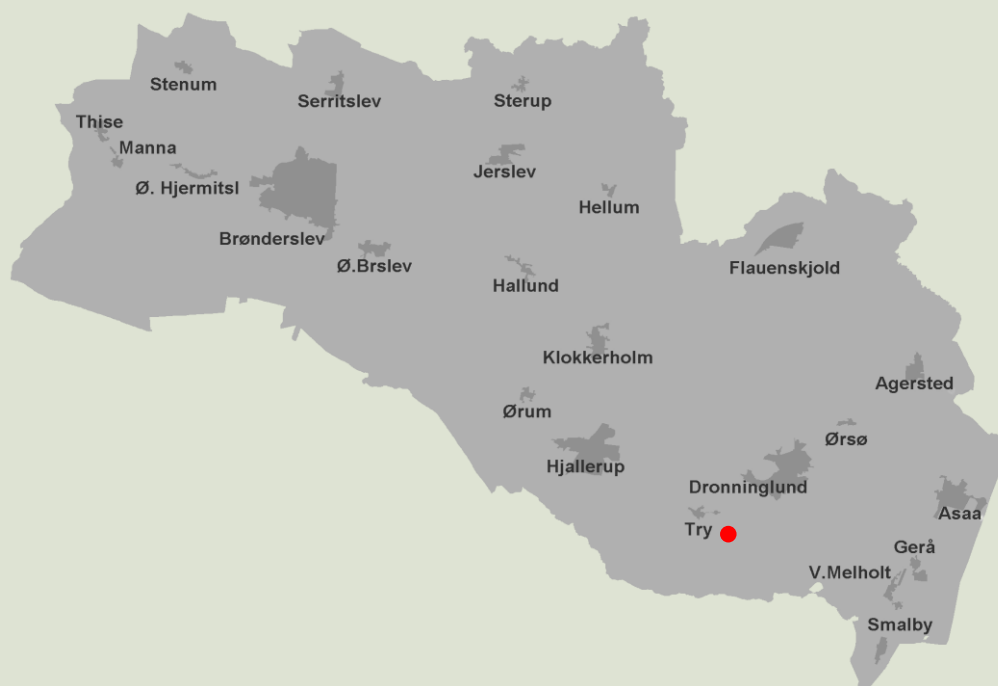 Stenum
Serritslev
Sterup
Thise
Manna
Jerslev
Ø. Hjermitsl
Hellum
Brønderslev
Ø.Brslev
Flauenskjold
Hallund
Klokkerholm
Agersted
Ørum
Ørsø
Hjallerup
Dronninglund
Asaa
Try
Gerå
V.Melholt
Smalby